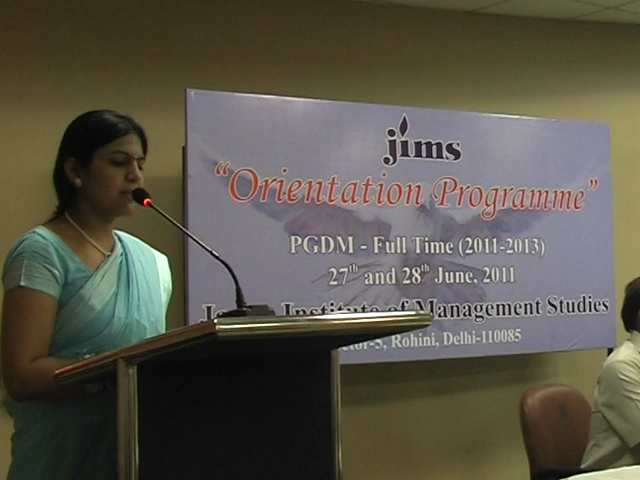 jims
"Orientation Programme"
PGDM - Full Time (2011-2013)
27th and 28th June, 2011
Institute of Management Studies
-5, Rohini, Delhi-110085